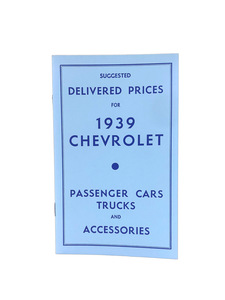 SUGGESTED
DELIVERED PRICES
FOR
1939
CHEVROLET
PASSENGER CARS
TRUCKS
AND
ACCESSORIES